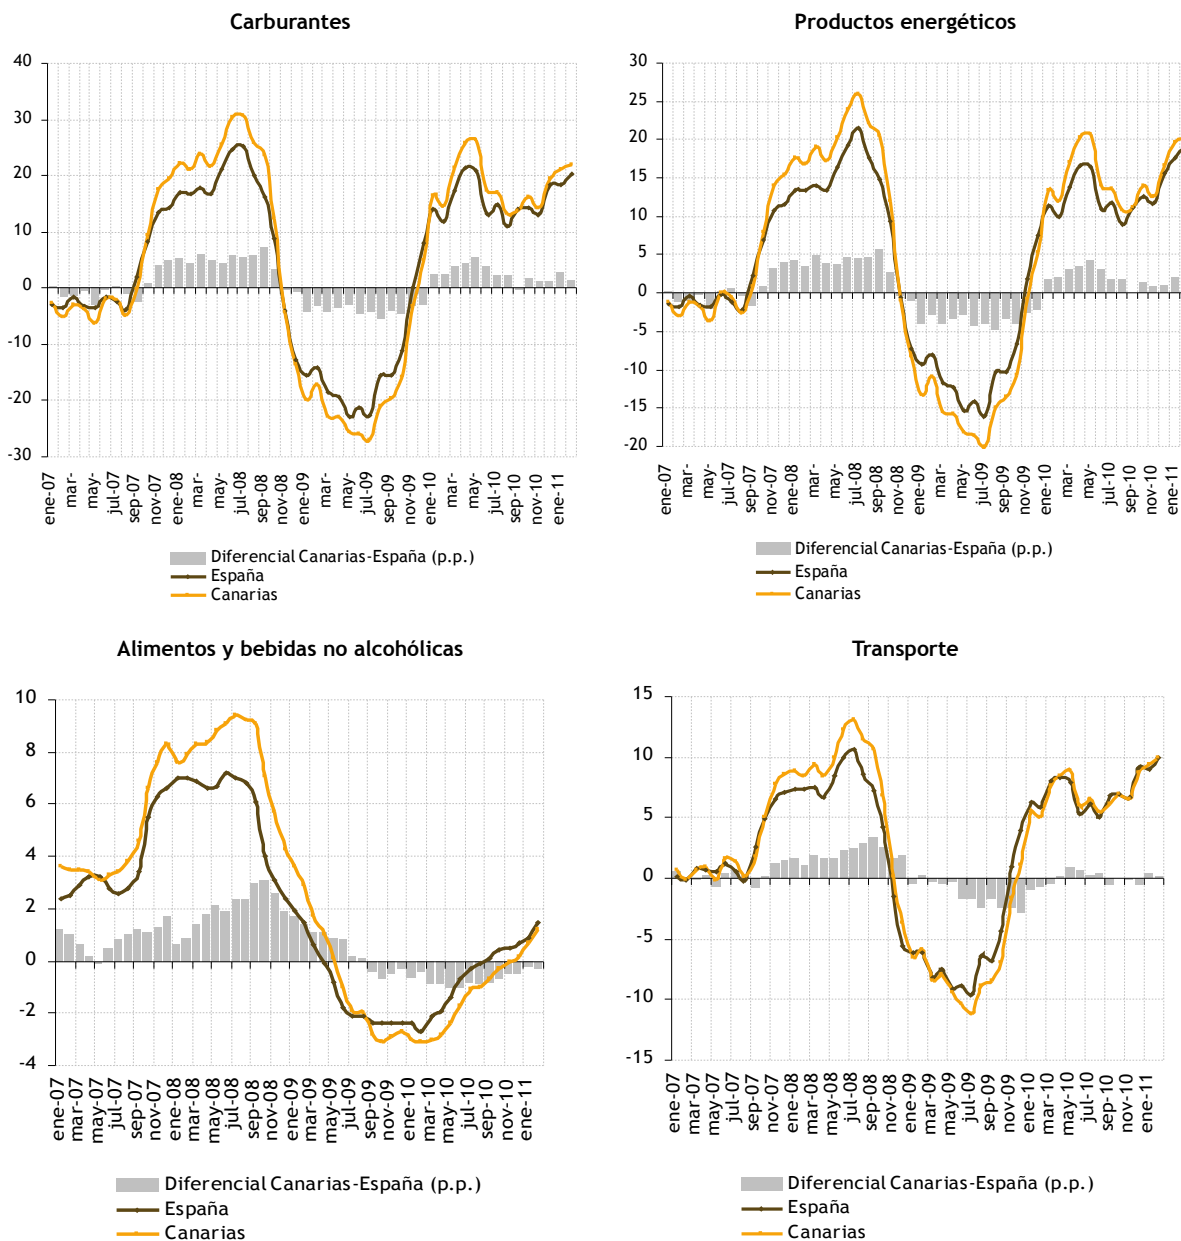 Carburantes
40
30
20
10
0
-10
-20
-30
ene-07
mar-
may-
jul-07
sep-07
nov-07
ene-08
mar-
may-
jul-08
sep-08
nov-08
ene-09
mar-
may-
jul-09
sep-09
nov-09
ene-10
mar-
may-
jul-10
sep-10
nov-10
ene-11
Diferencial Canarias-España (p.p.)
España
Canarias
Productos energéticos
30
25
20
15
10
5
0
-5
-10
-15
-20
ene-07
mar-
may-
jul-07
sep-07
nov-07
ene-08
mar-
may-
jul-08
sep-08
nov-08
ene-09
mar-
may-
jul-09
sep-09
nov-09
ene-10
mar-
may-
jul-10
sep-10
nov-10
ene-11
Diferencial Canarias-España (p.p.)
España
Canarias
Alimentos y bebidas no alcohólicas
10
8
6
4
2
0
-2
-4
ene-07
mar-07
may-07
jul-07
sep-07
nov-07
ene-08
mar-08
may-08
jul-08
sep-08
nov-08
ene-09
mar-09
may-09
jul-09
sep-09
nov-09
ene-10
mar-10
may-10
jul-10
sep-10
nov-10
ene-11
Diferencial Canarias-España (p.p.)
España
Canarias
Transporte
15
10
5
0
-5
-10
-15
ene-07
mar-07
may-07
jul-07
sep-07
nov-07
ene-08
mar-08
may-08
jul-08
sep-08
nov-08
ene-09
mar-09
may-09
jul-09
sep-09
nov-09
ene-10
mar-10
may-10
jul-10
sep-10
nov-10
ene-11
Diferencial Canarias-España (p.p.)
España
Canarias